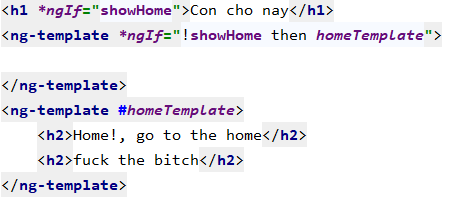 <h1 *ngIf="showHome">Con cho nay</h1>
<ng-template *ngIf="!showHome then homeTemplate">
</ng-template>
<ng-template #homeTemplate>
<h2>Home!, go to the home</h2>
<h2>fuck the bitch</h2>
</ng-template>